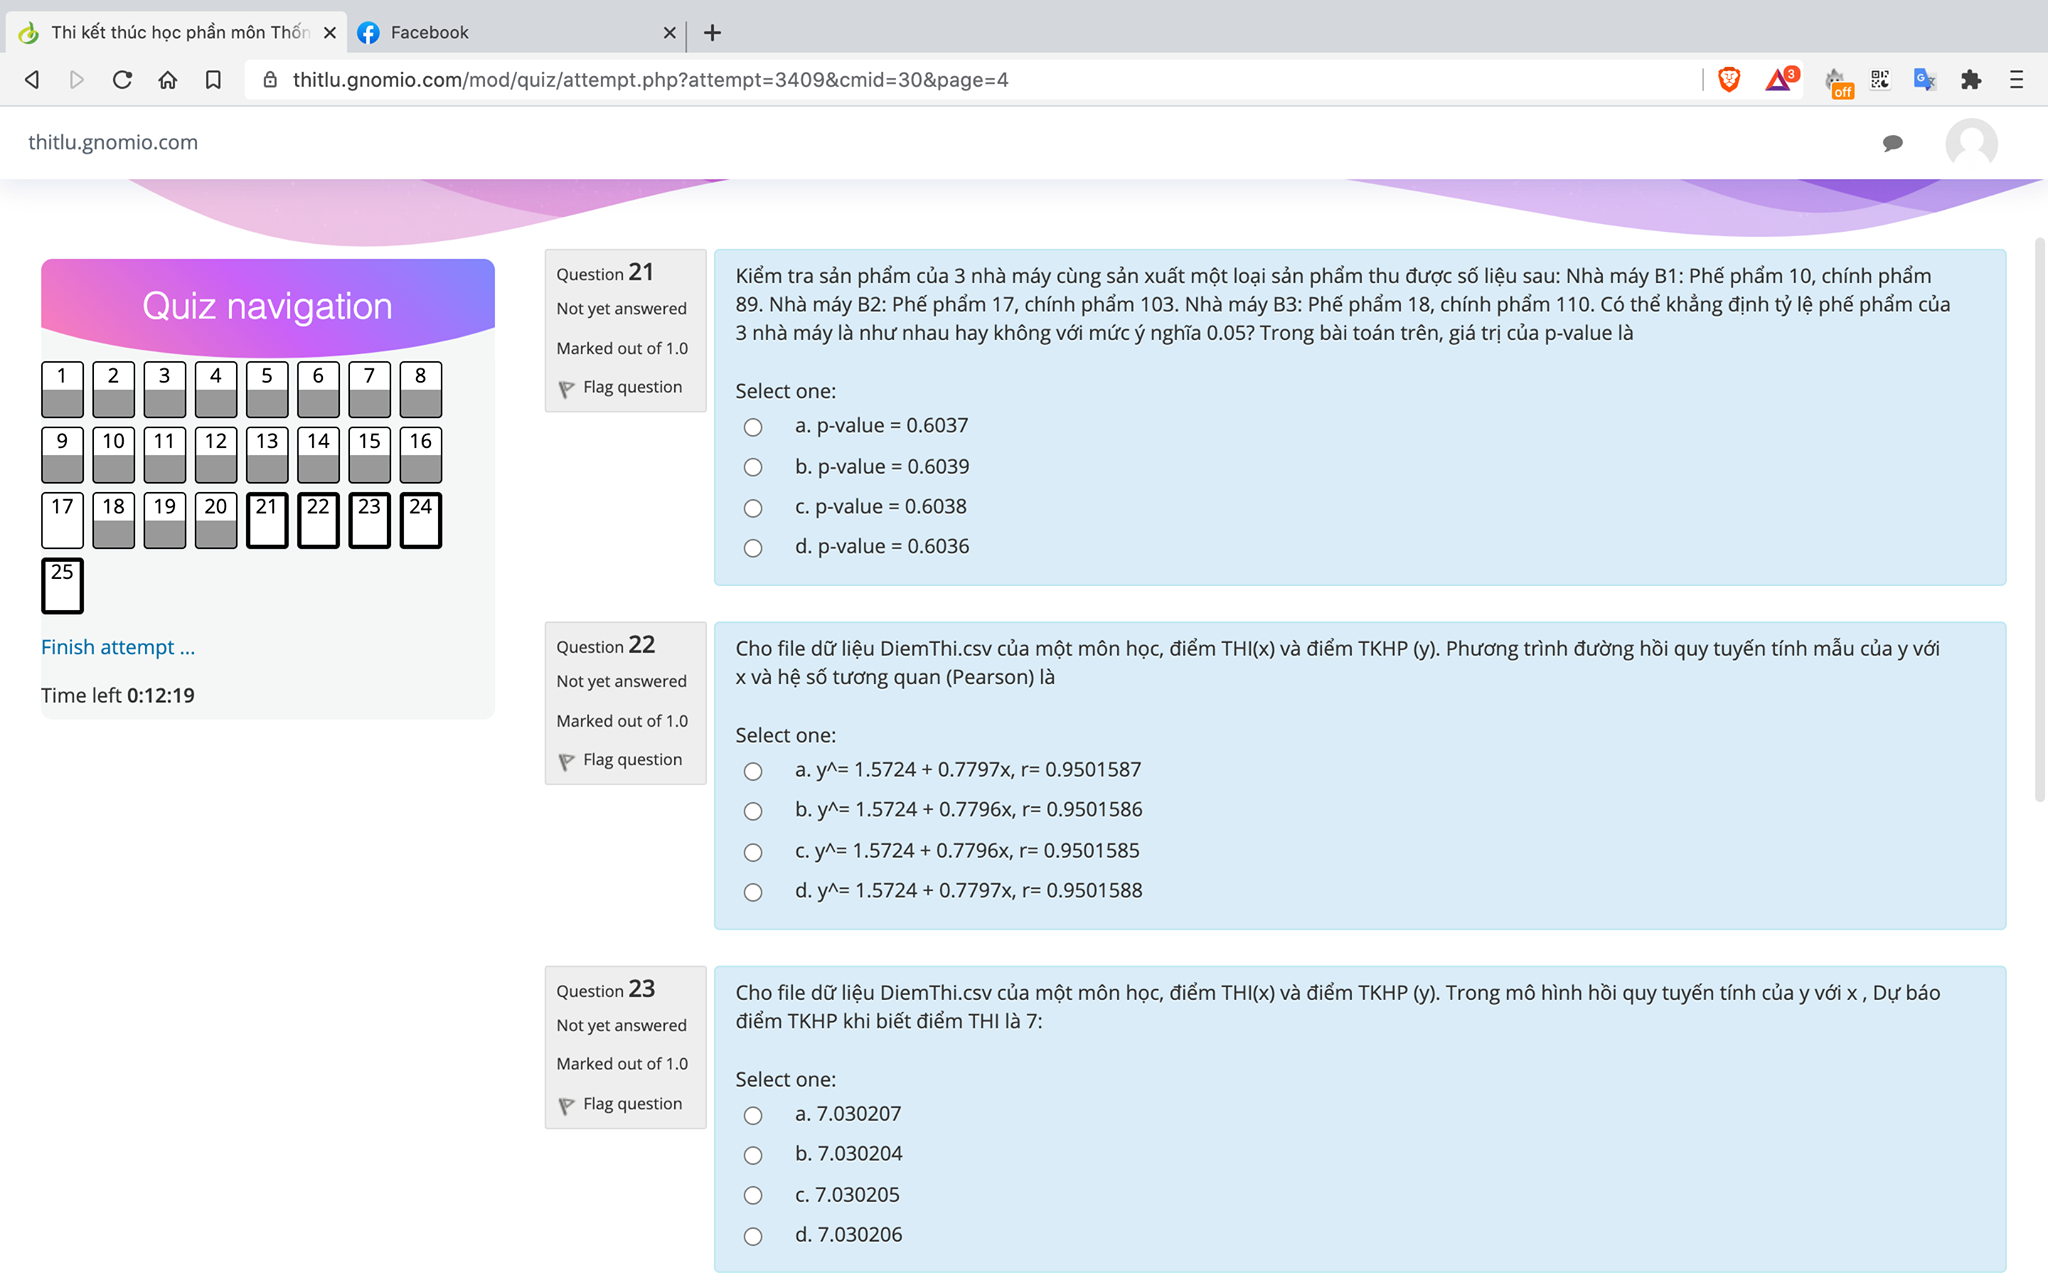 Thi kết thúc học phần môn Thốn
Facebook
thitlu.gnomio.com/mod/quiz/attempt.php?attempt=3409&cmid=30&page=4
3
off
thitlu.gnomio.com
Quiz navigation
1 2 3 4 5 6 7 8
9 10 11 12 13 14 15 16
17 18 19 20 21 22 23 24
25
Finish attempt ...
Time left 0:12:19
Question 21
Not yet answered
Marked out of 1.0
Flag question
Kiểm tra sản phẩm của 3 nhà máy cùng sản xuất một loại sản phẩm thu được số liệu sau: Nhà máy B1: Phế phẩm 10, chính phẩm
89. Nhà máy B2: Phế phẩm 17, chính phẩm 103. Nhà máy B3: Phế phẩm 18, chính phẩm 110. Có thể khẳng định tỷ lệ phế phẩm của
3 nhà máy là như nhau hay không với mức ý nghĩa 0.05? Trong bài toán trên, giá trị của p-value là
Select one:
a. p-value = 0.6037
b. p-value = 0.6039
c. p-value = 0.6038
d. p-value = 0.6036
Question 22
Not yet answered
Marked out of 1.0
Flag question
Cho file dữ liệu DiemThi.csv của một môn học, điểm THI(x) và điểm TKHP (y). Phương trình đường hồi quy tuyến tính mẫu của y với
x và hệ số tương quan (Pearson) là
Select one:
a. y^= 1.5724 + 0.7797x, r= 0.9501587
b. y^= 1.5724 + 0.7796x, r= 0.9501586
c. y^= 1.5724 + 0.7796x, r= 0.9501585
d. y^= 1.5724 + 0.7797x, r= 0.9501588
Question 23
Not yet answered
Marked out of 1.0
Flag question
Cho file dữ liệu DiemThi.csv của một môn học, điểm THI(x) và điểm TKHP (y). Trong mô hình hồi quy tuyến tính của y với x , Dự báo
điểm TKHP khi biết điểm THI là 7:
Select one:
a. 7.030207
b. 7.030204
c. 7.030205
d. 7.030206